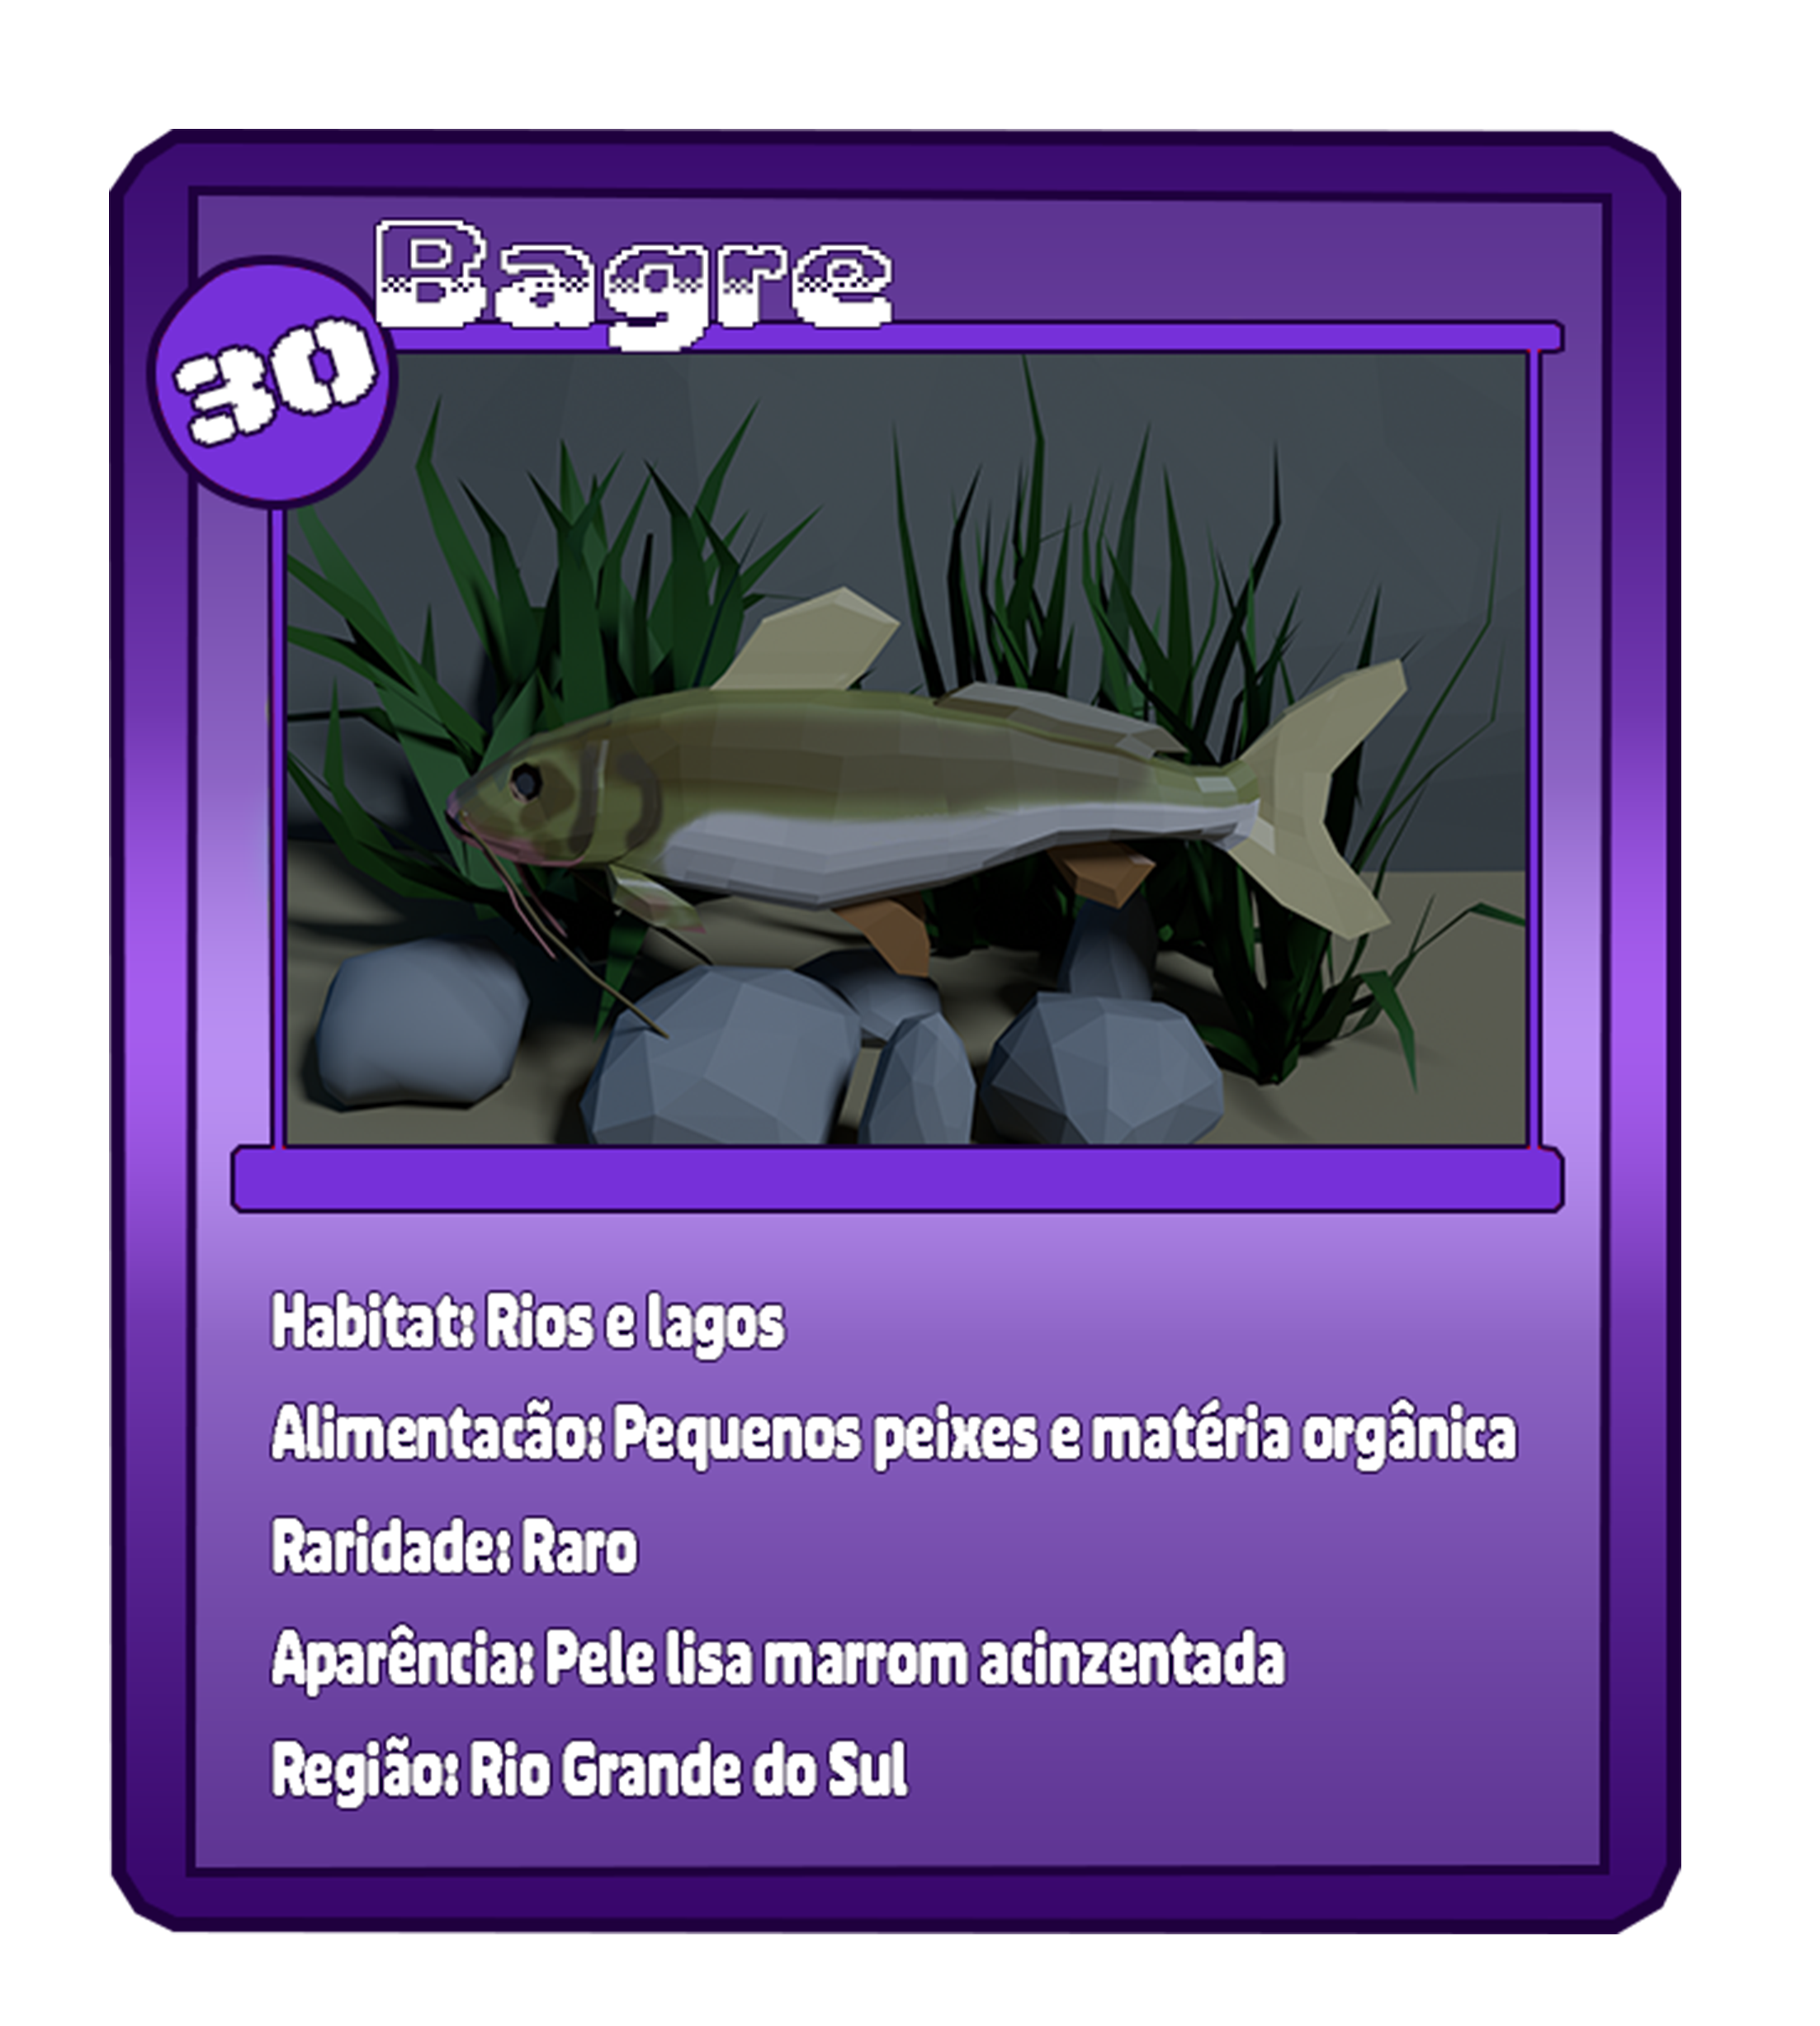 Bagre
30
Habitat: Rios e lagos
Alimentacão: Pequenos peixes e matéria orgânica
Raridade: Raro
Aparência: Pele lisa marrom acinzentada
Região: Rio Grande do Sul